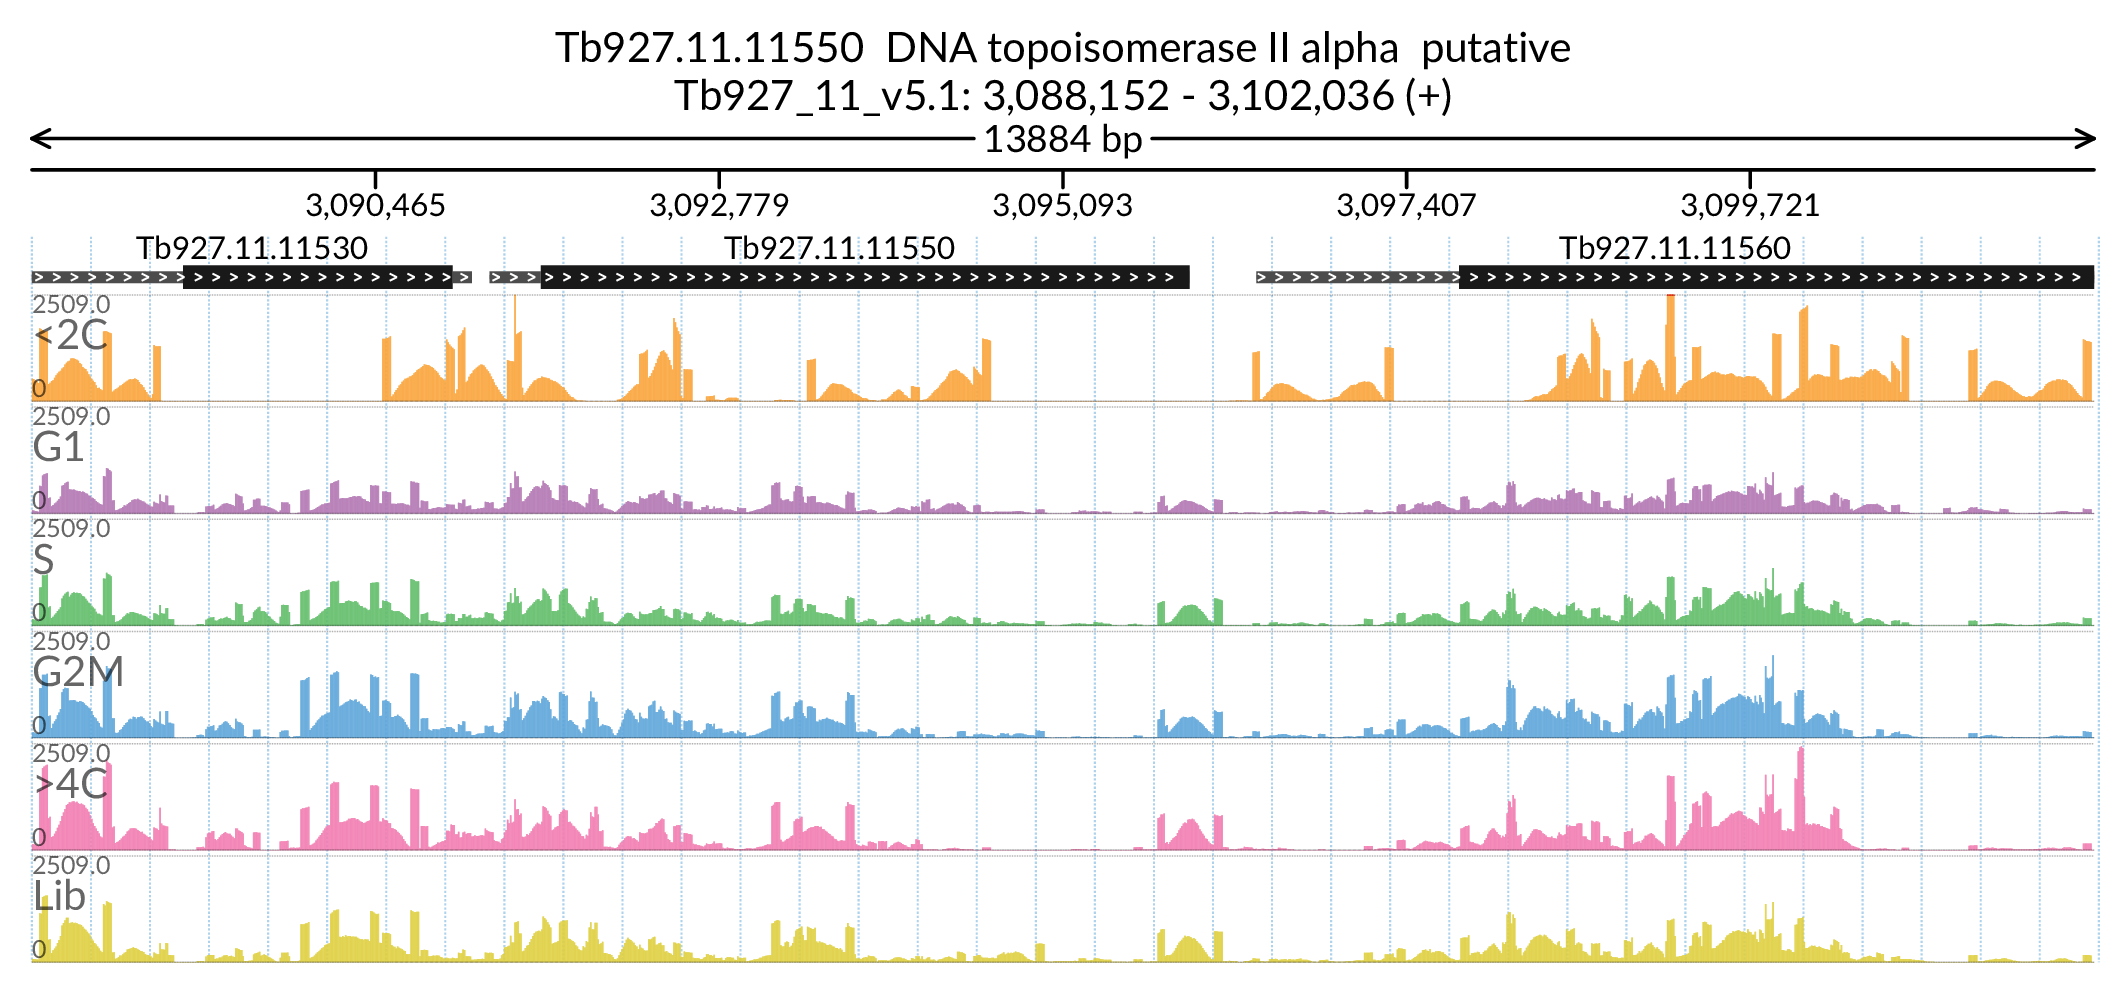 Tb927.11.11550 DNA topoisomerase II alpha putative
Tb927_11_v5.1: 3,088,152 - 3,102,036 (+)
13884 bp
3,090,465 3,092,779 3,095,093 3,097,407 3,099,721
Tb927.11.11530 Tb927.11.11550 Tb927.11.11560
2509.0
<2C
0
2509.0
G1
0
2509.0
S
0
2509.0
G2M
0
2509.0
>4C
0
2509.0
Lib
0